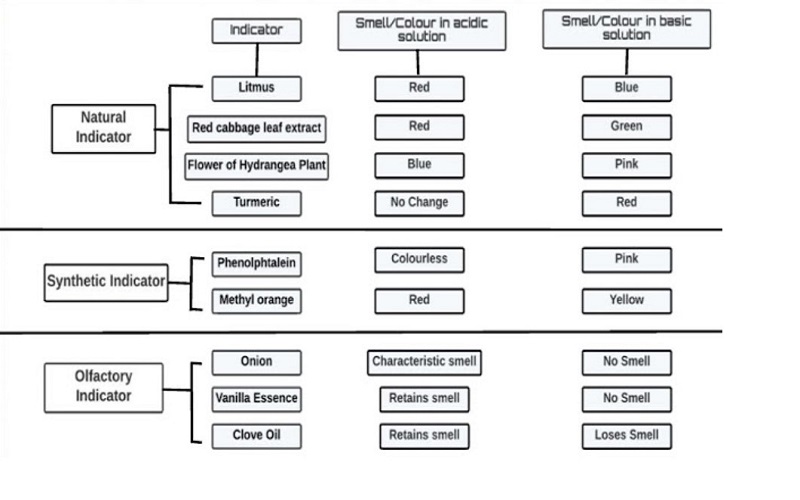 Indicator
Smell/Colour in acidic
solution
Smell/Colour in basic
solution
Natural
Indicator
Litmus
Red
Blue
Red cabbage leaf extract
Red
Green
Flower of Hydrangea Plant
Blue
Pink
Turmeric
No Change
Red
Synthetic Indicator
Phenolphtalein
Colourless
Pink
Methyl orange
Red
Yellow
Olfactory
Indicator
Onion
Characteristic smell
No Smell
Vanilla Essence
Retains smell
No Smell
Clove Oil
Retains smell
Loses Smell